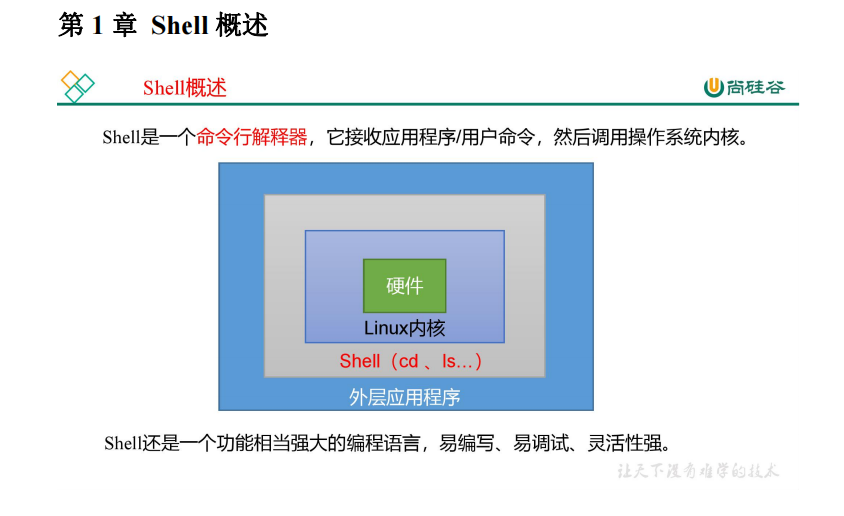 第 1 章 Shell 概述
Shell概述
尚硅谷
Shell是一个命令行解释器，它接收应用程序/用户命令，然后调用操作系统内核。
硬件
Linux内核
Shell（cd 、ls…）
外层应用程序
Shell还是一个功能相当强大的编程语言，易编写、易调试、灵活性强。
让天下没有难学的技术